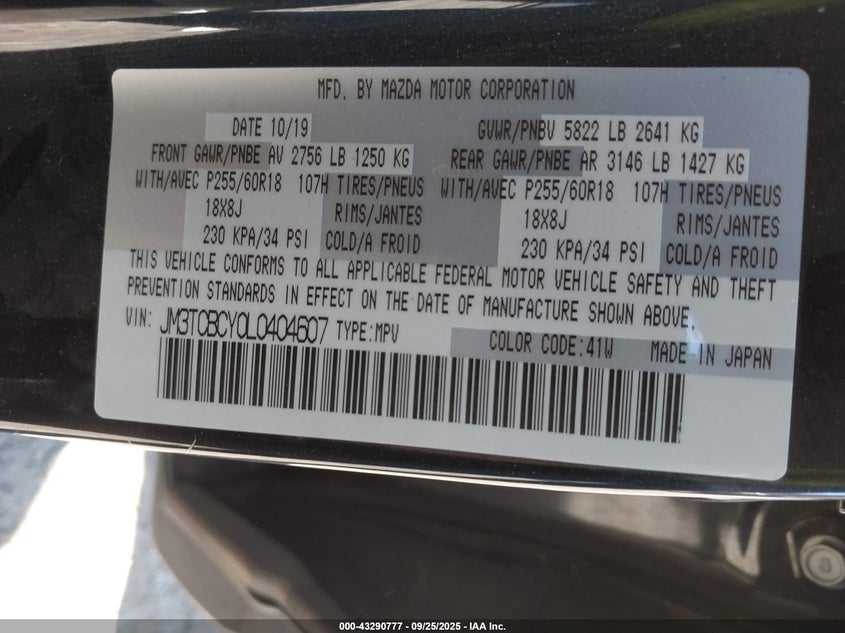 MFD. BY MAZDA MOTOR CORPORATION
DATE 10/19 GVWR/PNBV 5822 LB 2641 KG
FRONT GAWR/PNBE AV 2756 LB 1250 KG REAR GAWR/PNBE AR 3146 LB 1427 KG
WITH/AVEC P255/60R18 107H TIRES/PNEUS WITH/AVEC P255/60R18 107H TIRES/PNEUS
18X8J RIMS/JANTES 18X8J RIMS/JANTES
230 KPA/34 PSI COLD/A FROID 230 KPA/34 PSI COLD/A FROID
THIS VEHICLE CONFORMS TO ALL APPLICABLE FEDERAL MOTOR VEHICLE SAFETY AND THEFT
PREVENTION STANDARDS IN EFFECT ON THE DATE OF MANUFACTURE SHOWN ABOVE.
VIN: JM3TCBCY0L0404607 TYPE:MPV COLOR CODE:41W MADE IN JAPAN
8
000-43290777 - 09/25/2025 - IAA Inc.